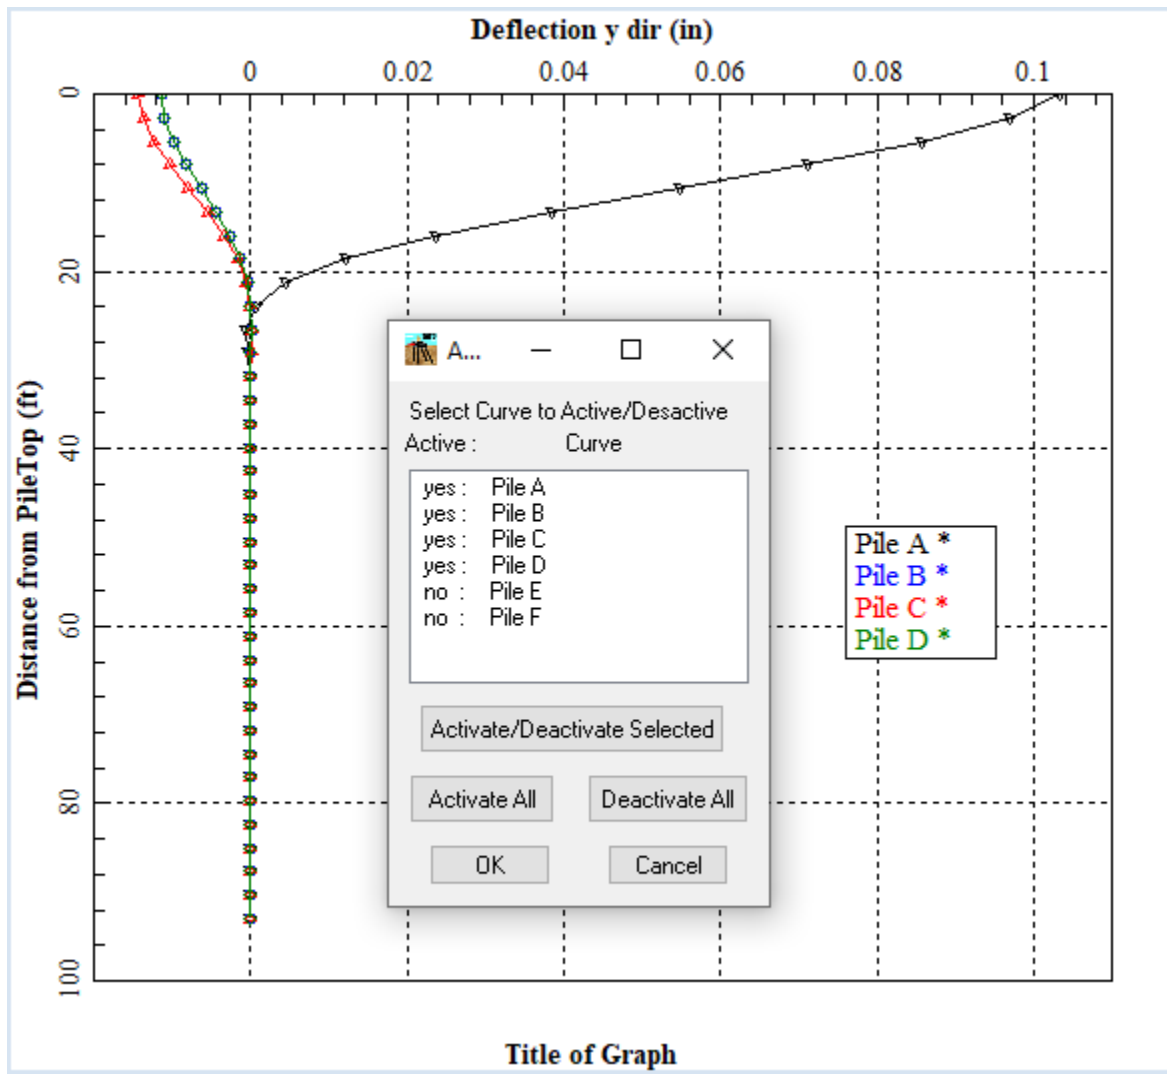 Deflection y dir (in)
0 0.02 0.04 0.06 0.08 0.1
0
20
40
60
80
100
Distance from PileTop (ft)
A...
Select Curve to Active/Desactive
Active : Curve
yes : Pile A
yes : Pile B
yes : Pile C
yes : Pile D
no : Pile E
no : Pile F
Activate/Deactivate Selected
Activate All Deactivate All
OK Cancel
Pile A *
Pile B *
Pile C *
Pile D *
Title of Graph